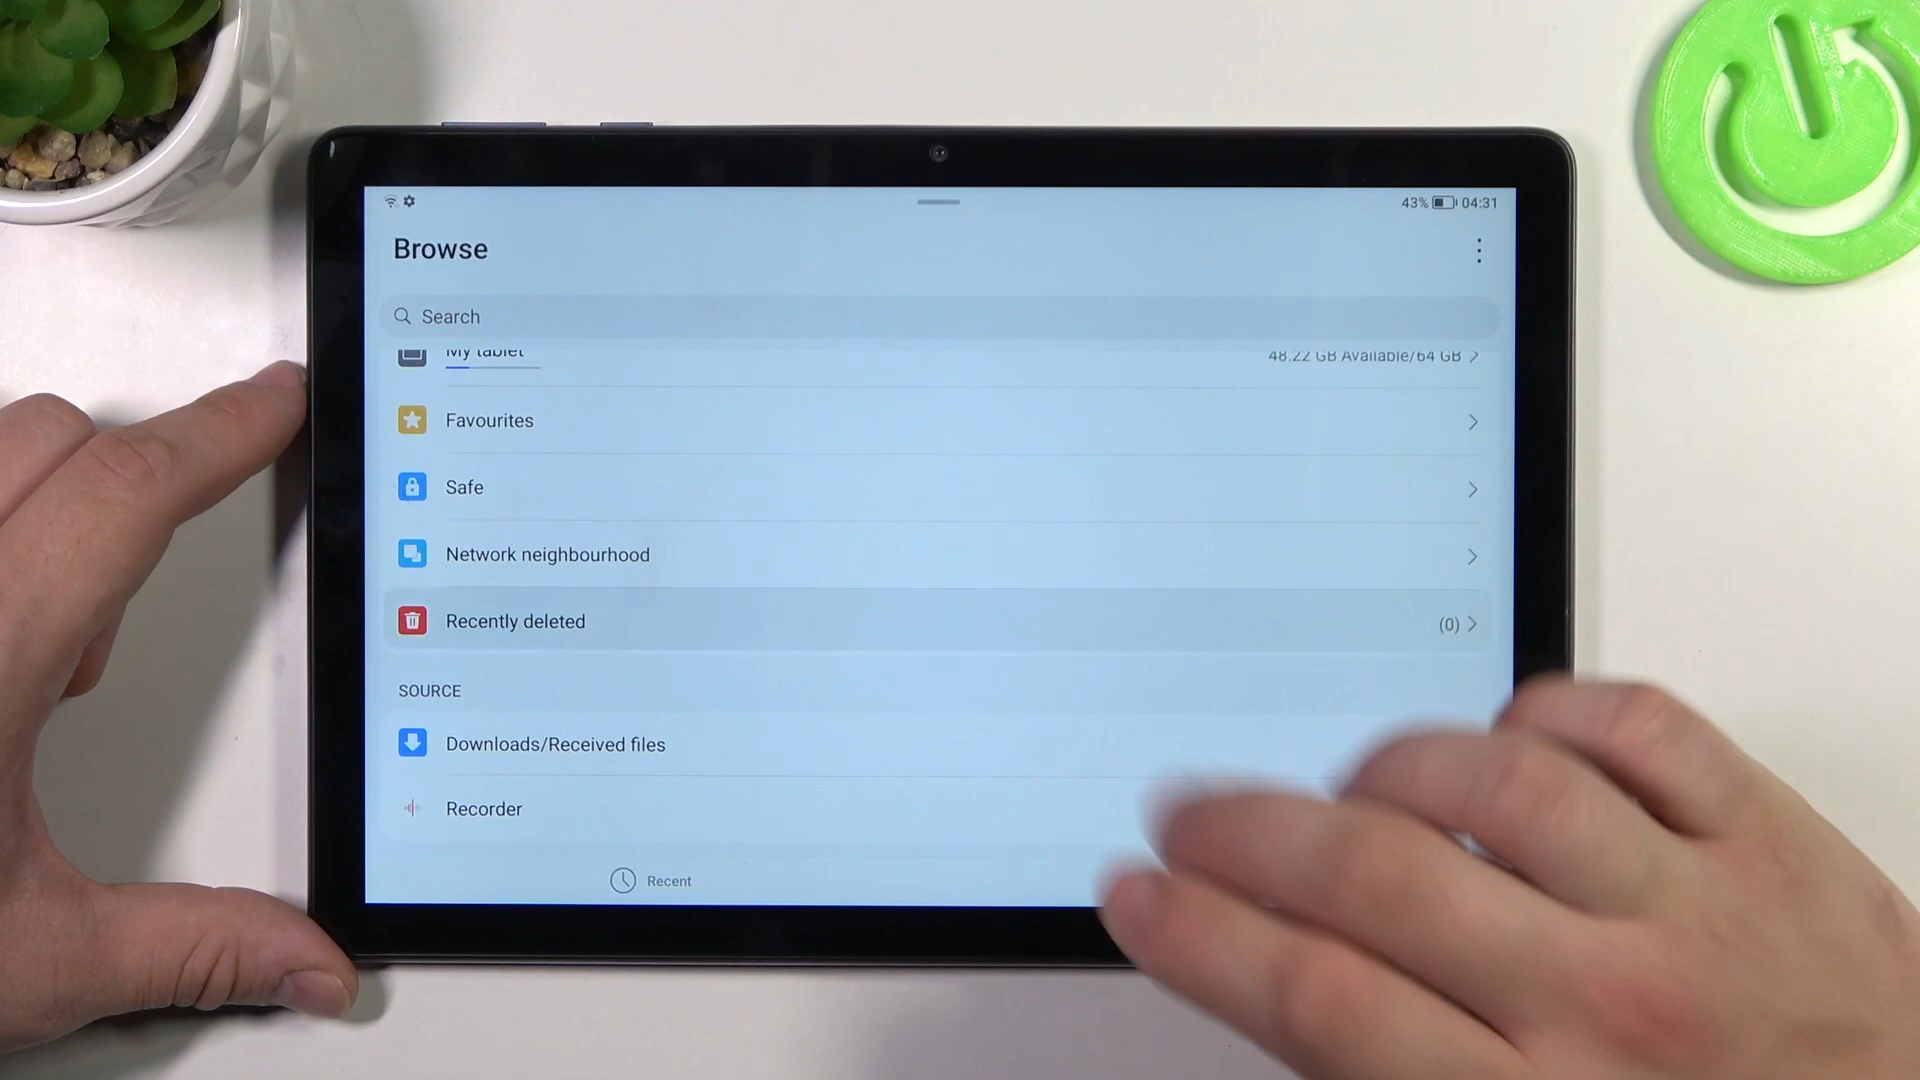 43% 04:31
Browse
Search
My tablet 48.22 GB Available/64 GB
Favourites
Safe
Network neighbourhood
Recently deleted (0)
SOURCE
Downloads/Received files
Recorder
Recent